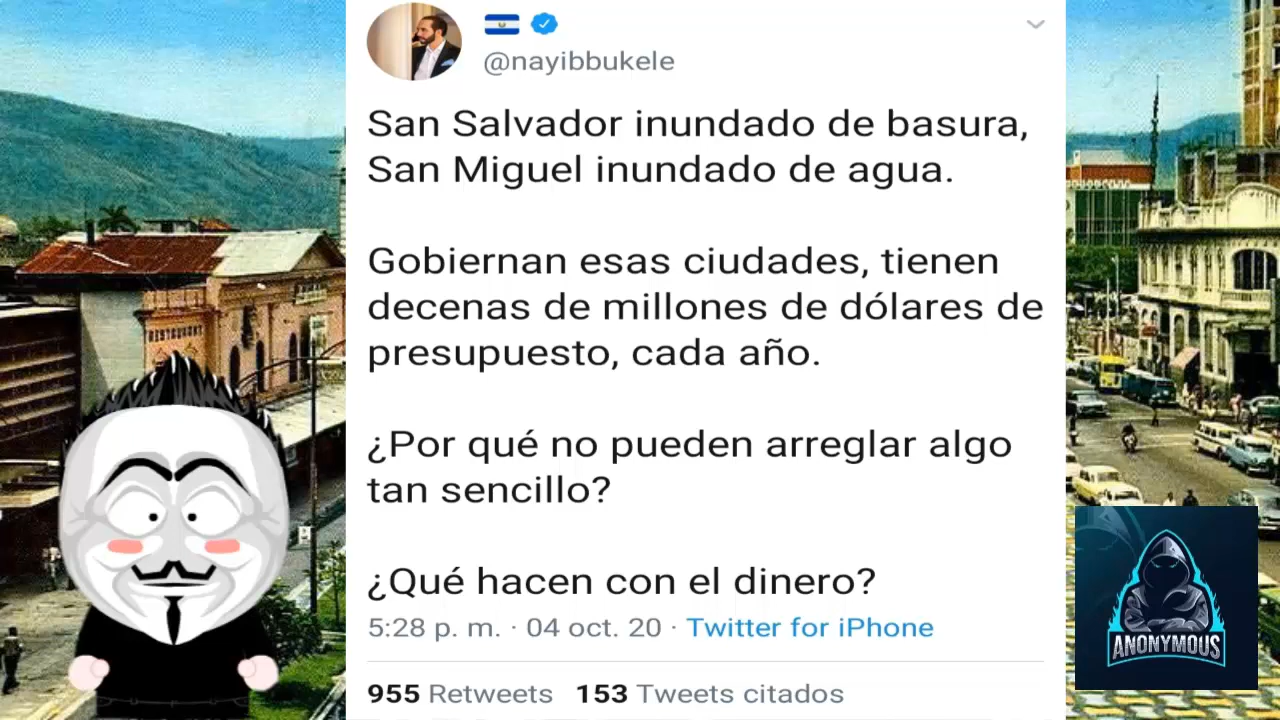 @nayibbukele
San Salvador inundado de basura,
San Miguel inundado de agua.
Gobiernan esas ciudades, tienen
decenas de millones de dólares de
presupuesto, cada año.
¿Por qué no pueden arreglar algo
tan sencillo?
¿Qué hacen con el dinero?
5:28 p. m. · 04 oct. 20 · Twitter for iPhone
955 Retweets 153 Tweets citados
RESTAURANT
ANONYMOUS